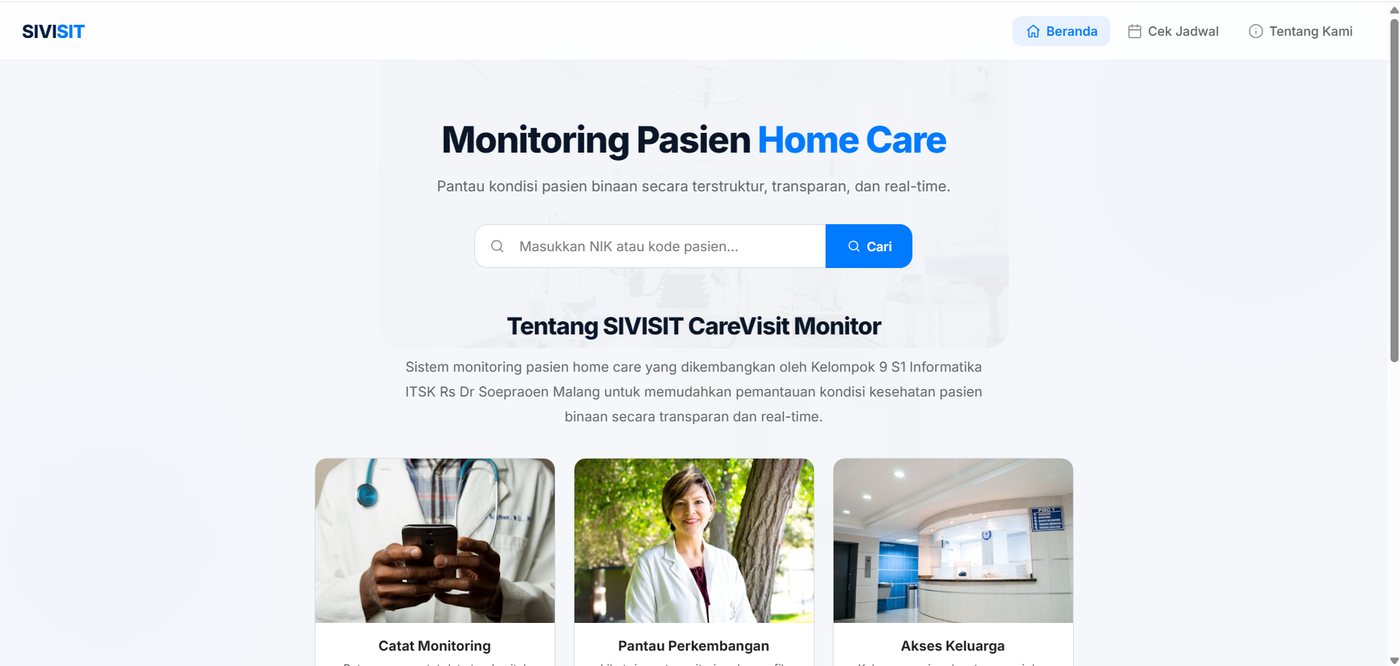 SIVISIT
Beranda
Cek Jadwal
Tentang Kami
Monitoring Pasien Home Care
Pantau kondisi pasien binaan secara terstruktur, transparan, dan real-time.
Masukkan NIK atau kode pasien...
Cari
Tentang SIVISIT CareVisit Monitor
Sistem monitoring pasien home care yang dikembangkan oleh Kelompok 9 S1 Informatika
ITSK Rs Dr Soepraoen Malang untuk memudahkan pemantauan kondisi kesehatan pasien
binaan secara transparan dan real-time.
PISO 1
Catat Monitoring
Pantau Perkembangan
Akses Keluarga